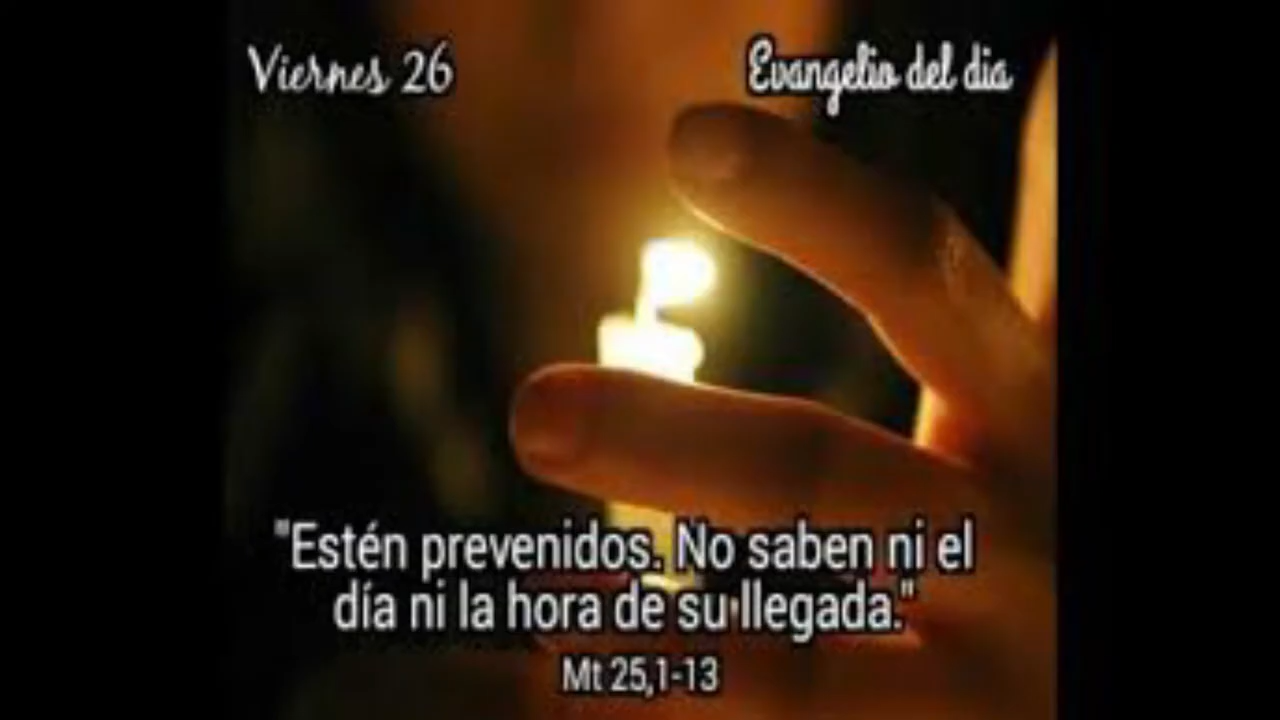 Viernes 26
Evangelio del dia
"Estén prevenidos. No saben ni el
día ni la hora de su llegada."
Mt 25,1-13